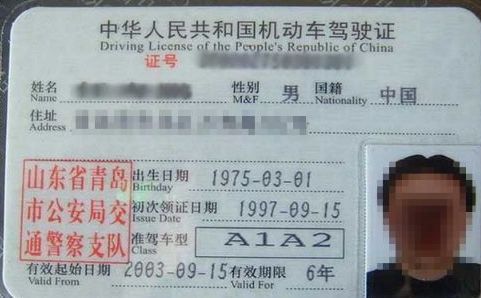 中华人民共和国机动车驾驶证
Driving License of the People's Republic of China
证号
姓名 性别 男 国籍 中国
Name M&F Nationality
住址
Address
山东省青岛
市公安局交
通警察支队
出生日期 1975-03-01
Birthday
初次领证日期 1997-09-15
Issue Date
准驾车型 A1A2
Class
有效起始日期 2003-09-15 有效期限 6年
Valid From Valid For